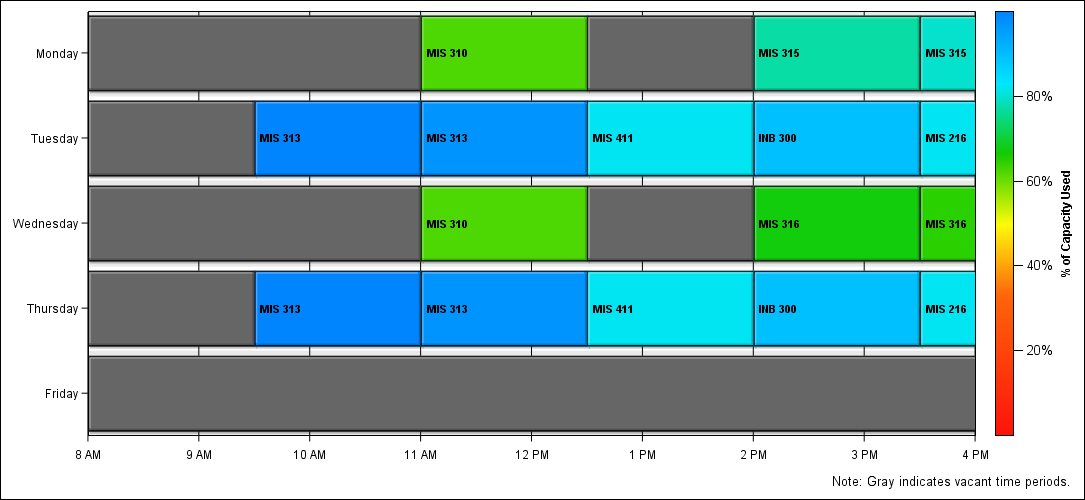 Monday
MIS 310
MIS 315
MIS 315
Tuesday
MIS 313
MIS 313
MIS 411
INB 300
MIS 216
Wednesday
MIS 310
MIS 316
MIS 316
Thursday
MIS 313
MIS 313
MIS 411
INB 300
MIS 216
Friday
8 AM
9 AM
10 AM
11 AM
12 PM
1 PM
2 PM
3 PM
4 PM
80%
60%
40%
20%
% of Capacity Used
Note: Gray indicates vacant time periods.